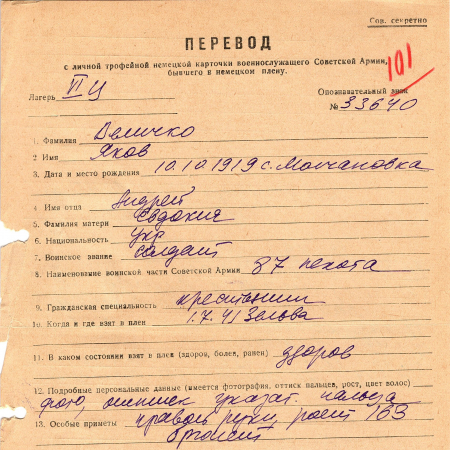 Сов. секретно
ПЕРЕВОД
с личной трофейной немецкой карточки военнослужащего Советской Армии,
бывшего в немецком плену.
101
Лагерь VI Ц
Опознавательный знак
№ 33640
1. Фамилия Величко
2 Имя Яков
3. Дата и место рождения 10.10.1919 с. Молчановка
4. Имя отца Андрей
5. Фамилия матери Евдокия
6. Национальность укр
7. Воинское звание солдат
8. Наименование воинской части Советской Армии 87 пехота
9. Гражданская специальность крестьянин
10. Когда и где взят в плен 1.7.41 Зельва
11. В каком состоянии взят в плен (здоров, болен, ранен) здоров
12. Подробные персональные данные (имеется фотография, оттиск пальцев, рост, цвет волос)
фото, оттиск указат. пальца
13. Особые приметы правой руки, рост 163
брюнет